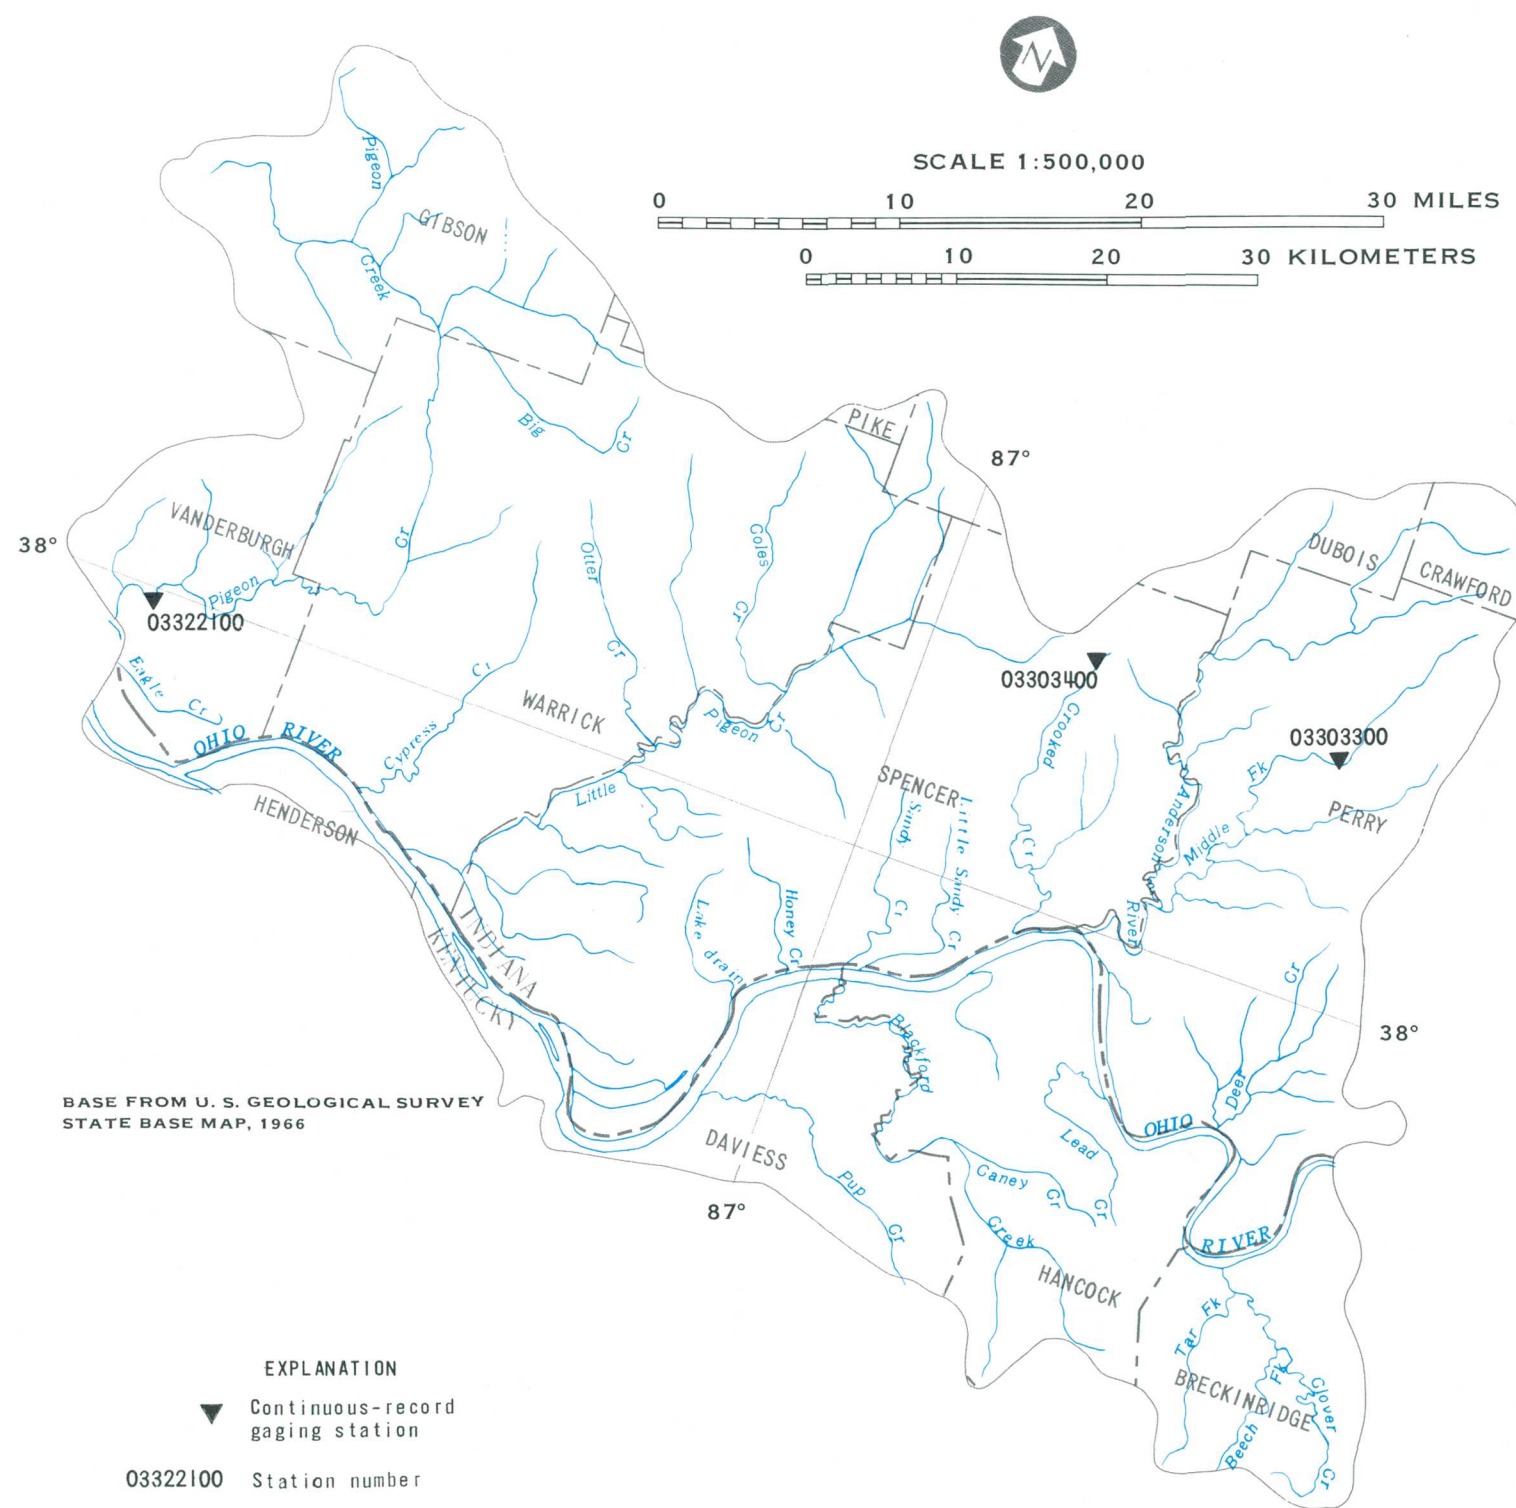 N
SCALE 1:500,000
0 10 20 30 MILES
0 10 20 30 KILOMETERS
Pigeon
GIBSON
Creek
Big
Cr
PIKE
87°
38°
VANDERBURGH
Cr
Pigeon
03322100
Otter
Cr
Coles
Cr
DUBOIS
CRAWFORD
Eagle
Cr
OHIO RIVER
Cypress
Cr
WARRICK
Pigeon
Cr
Little
HENDERSON
03303400
Crooked
Cr
03303300
SPENCER
Sandy
Cr
Little Sandy Cr
Anderson
River
Middle
Fk
PERRY
Honey Cr
Lake drain
INDIANA
KENTUCKY
Blackford
Deer
Cr
38°
BASE FROM U. S. GEOLOGICAL SURVEY
STATE BASE MAP, 1966
OHIO
RIVER
DAVIESS
87°
Pup
Cr
Lead
Cr
Caney
Cr
Creek
HANCOCK
Tar
Fk
BRECKINRIDGE
Beech
Fk
Clover
Cr
EXPLANATION
Continuous-record
gaging station
03322100 Station number